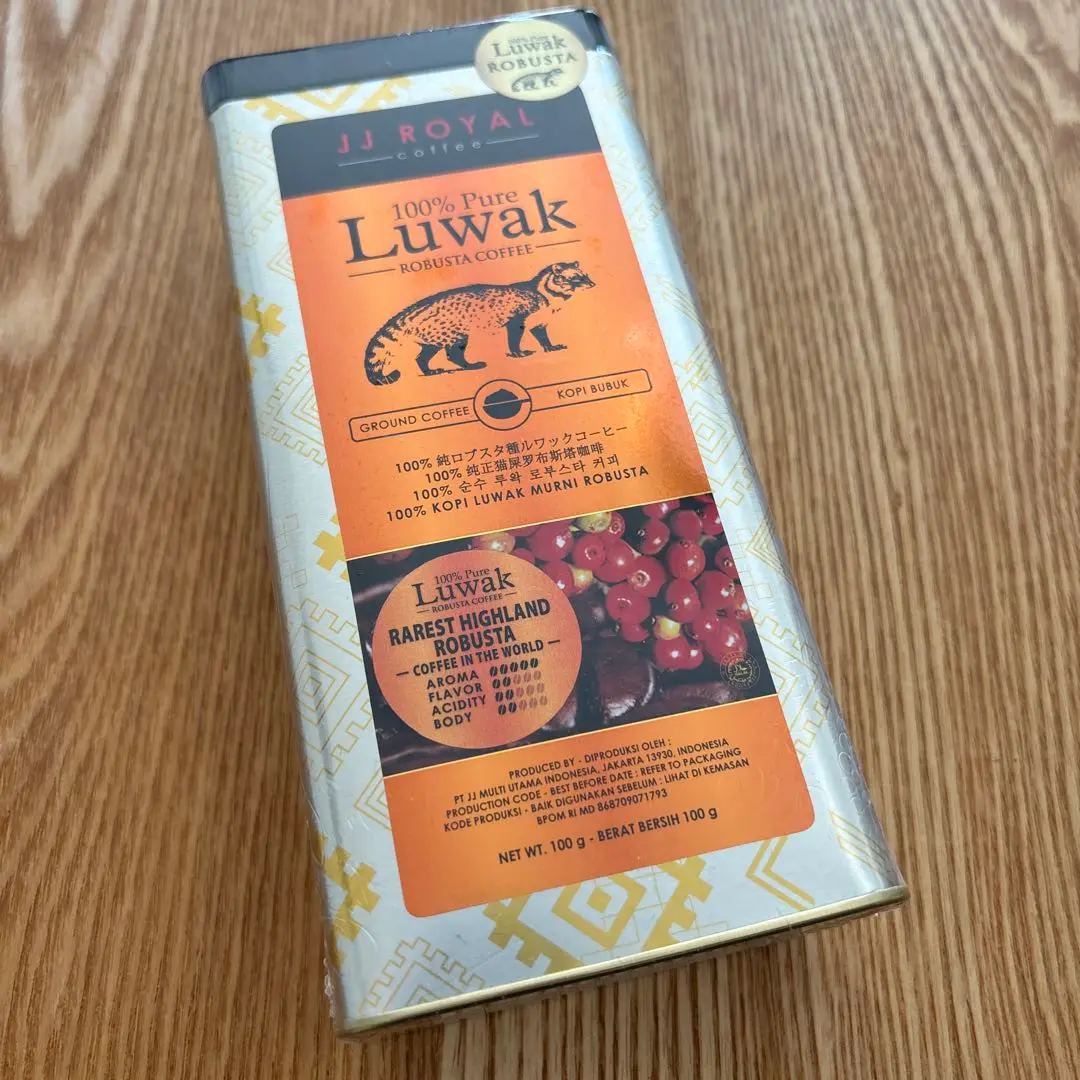 100% Pure
Luwak
ROBUSTA
JJ ROYAL
coffee
100% Pure
Luwak
ROBUSTA COFFEE
GROUND COFFEE
KOPI BUBUK
100% 純ロブスタ種ルワックコーヒー
100% 纯正猫屎罗布斯塔咖啡
100% 순수 루왁 로부스타 커피
100% KOPI LUWAK MURNI ROBUSTA
100% Pure
Luwak
ROBUSTA COFFEE
RAREST HIGHLAND
ROBUSTA
COFFEE IN THE WORLD
AROMA
FLAVOR
ACIDITY
BODY
PRODUCED BY - DIPRODUKSI OLEH :
PT JJ MULTI UTAMA INDONESIA, JAKARTA 13930, INDONESIA
PRODUCTION CODE - BEST BEFORE DATE : REFER TO PACKAGING
KODE PRODUKSI - BAIK DIGUNAKAN SEBELUM : LIHAT DI KEMASAN
BPOM RI MD 868709071793
NET WT. 100 g - BERAT BERSIH 100 g